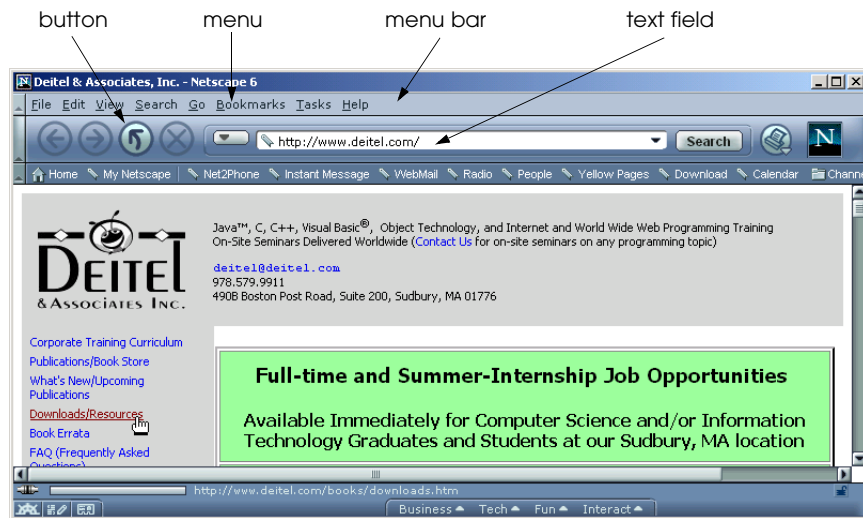 button menu menu bar text field
Deitel & Associates, Inc. - Netscape 6
File Edit View Search Go Bookmarks Tasks Help
http://www.deitel.com/ Search N
Home My Netscape Net2Phone Instant Message WebMail Radio People Yellow Pages Download Calendar Channe
DEITEL
& ASSOCIATES INC.
Java™, C, C++, Visual Basic®, Object Technology, and Internet and World Wide Web Programming Training
On-Site Seminars Delivered Worldwide (Contact Us for on-site seminars on any programming topic)
deitel@deitel.com
978.579.9911
490B Boston Post Road, Suite 200, Sudbury, MA 01776
Corporate Training Curriculum
Publications/Book Store
What's New/Upcoming
Publications
Downloads/Resources
Book Errata
FAQ (Frequently Asked
Questions)
Full-time and Summer-Internship Job Opportunities
Available Immediately for Computer Science and/or Information
Technology Graduates and Students at our Sudbury, MA location
http://www.deitel.com/books/downloads.htm
Business Tech Fun Interact